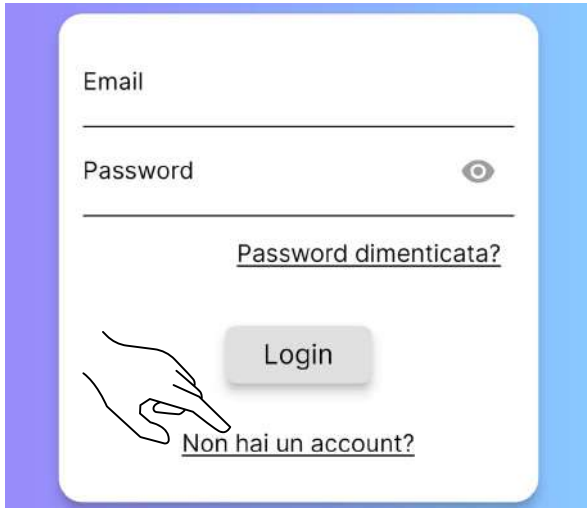 Email
Password
Password dimenticata?
Login
Non hai un account?